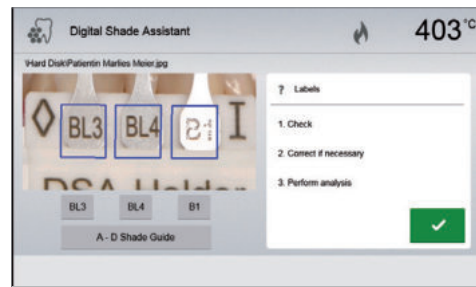 Digital Shade Assistant
403 °C
\Hard Disk\Patientin Marlies Meier.jpg
BL3 BL4 I
DSA Holder
BL3 BL4 B1
A - D Shade Guide
? Labels
1. Check
2. Correct if necessary
3. Perform analysis